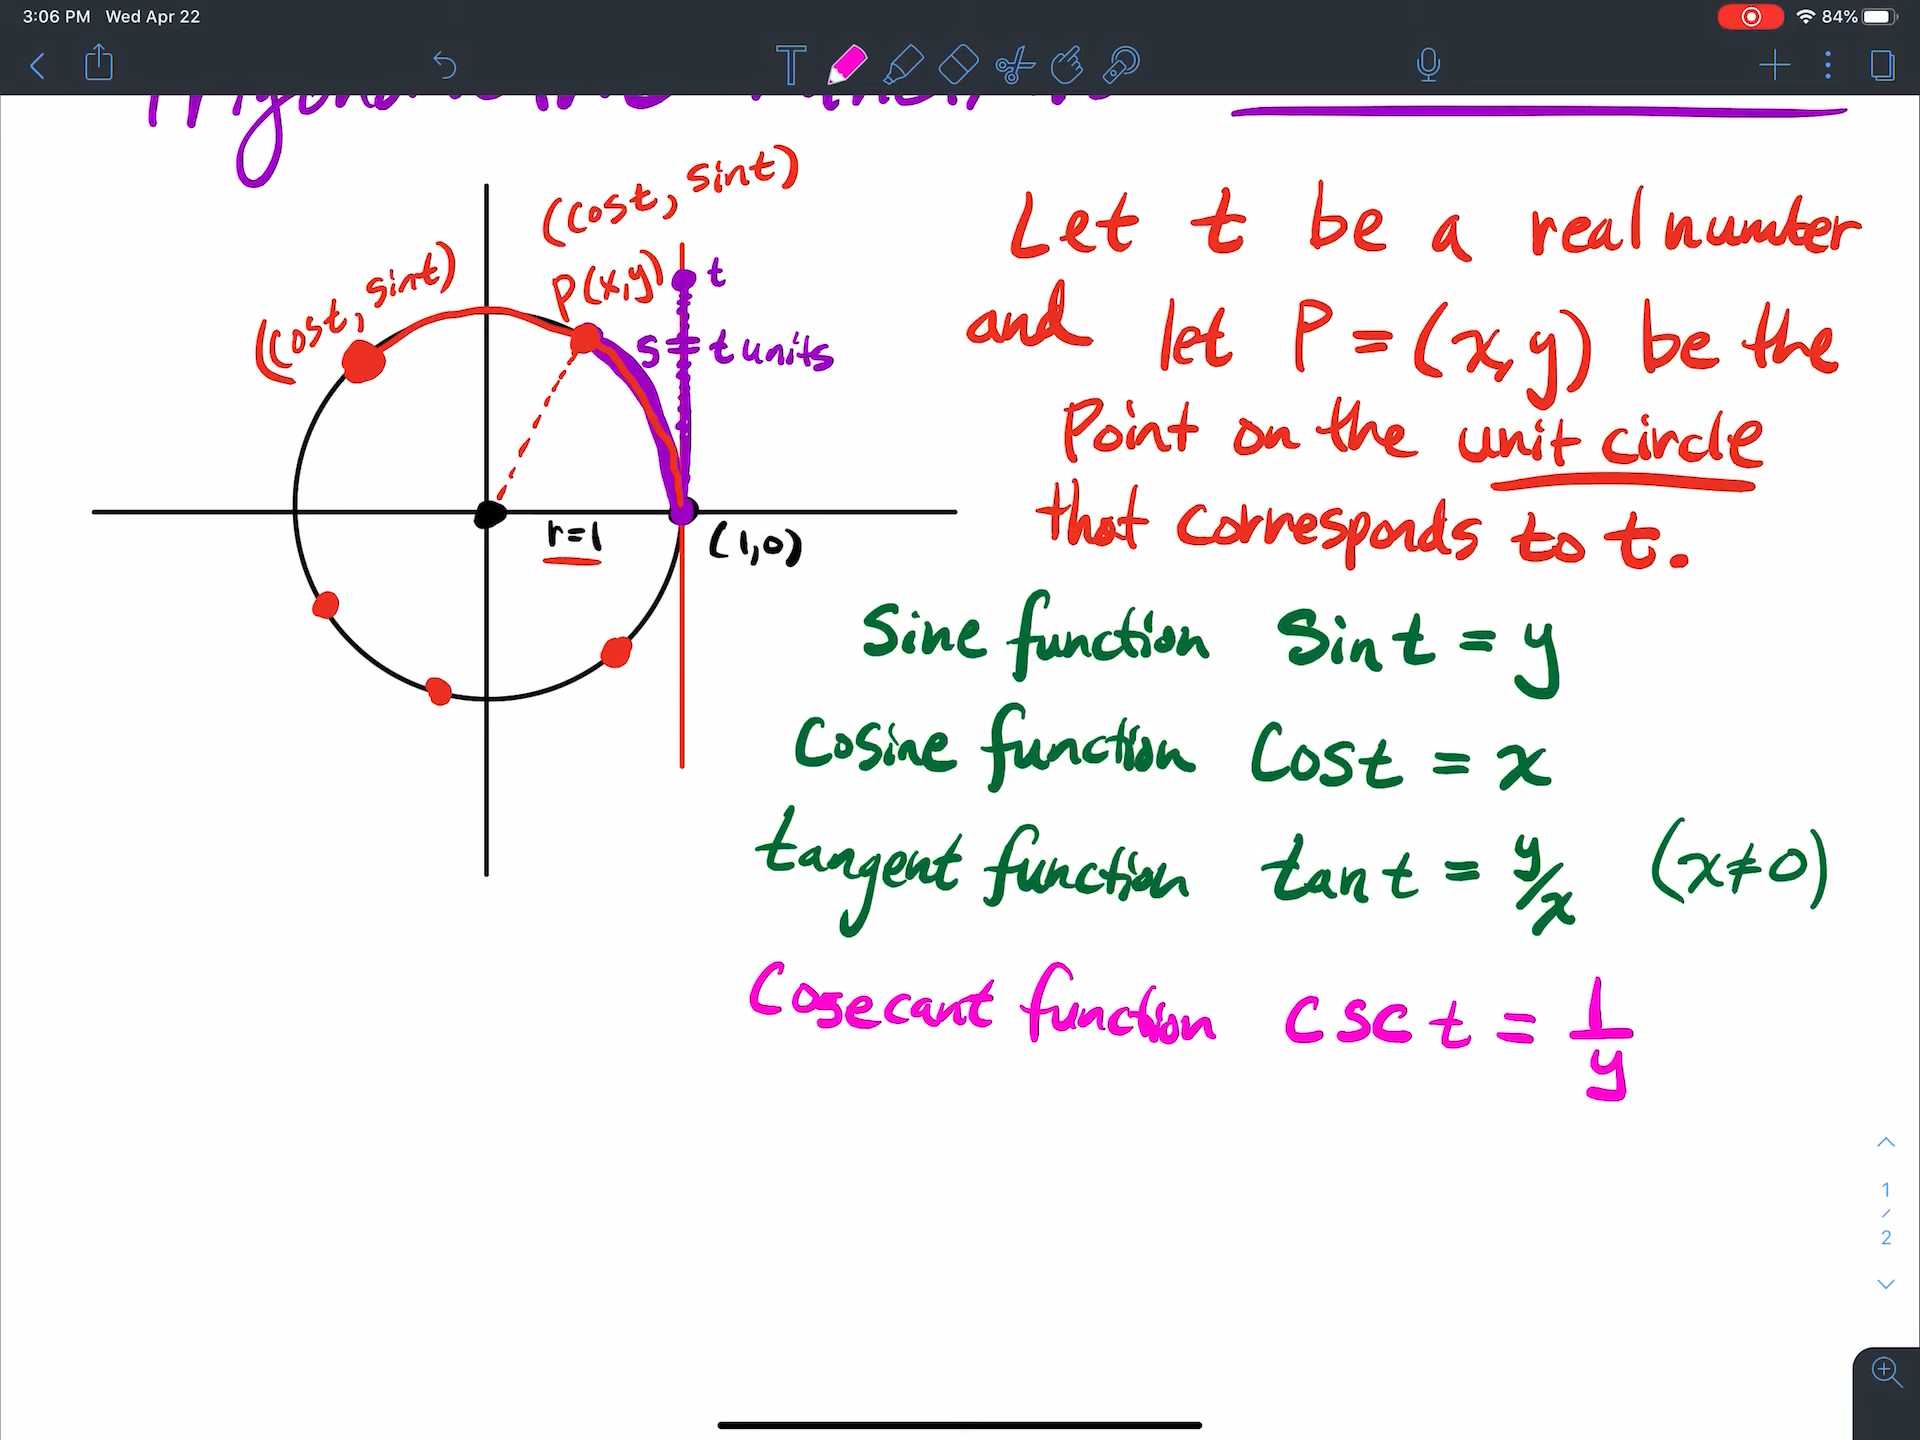 3:06 PM Wed Apr 22
84%
(cost, sint)
(cost, sint)
P(x,y)
t
s = t units
r=1
(1,0)
Let t be a real number
and let P = (x,y) be the
Point on the unit circle
that corresponds to t.
Sine function Sin t = y
Cosine function Cos t = x
tangent function tan t = y/x (x≠0)
Cosecant function csc t = 1/y
1
/
2